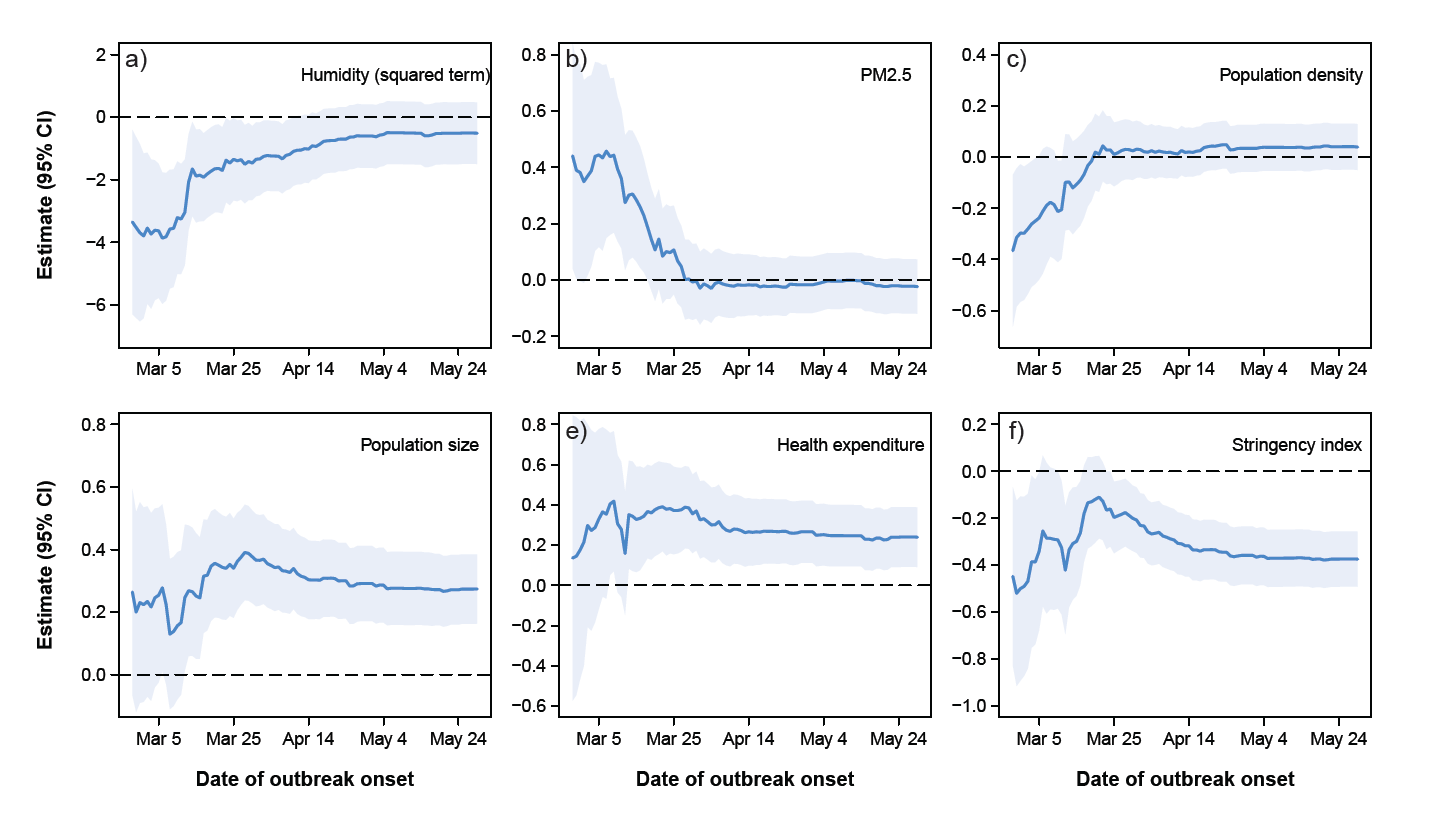 a)
Humidity (squared term)
2
0
−2
−4
−6
Estimate (95% CI)
Mar 5 Mar 25 Apr 14 May 4 May 24
b)
PM2.5
0.8
0.6
0.4
0.2
0.0
−0.2
Mar 5 Mar 25 Apr 14 May 4 May 24
c)
Population density
0.4
0.2
0.0
−0.2
−0.4
−0.6
Mar 5 Mar 25 Apr 14 May 4 May 24
Population size
0.8
0.6
0.4
0.2
0.0
Estimate (95% CI)
Mar 5 Mar 25 Apr 14 May 4 May 24
Date of outbreak onset
e)
Health expenditure
0.8
0.6
0.4
0.2
0.0
−0.2
−0.4
−0.6
Mar 5 Mar 25 Apr 14 May 4 May 24
Date of outbreak onset
f)
Stringency index
0.2
0.0
−0.2
−0.4
−0.6
−0.8
−1.0
Mar 5 Mar 25 Apr 14 May 4 May 24
Date of outbreak onset